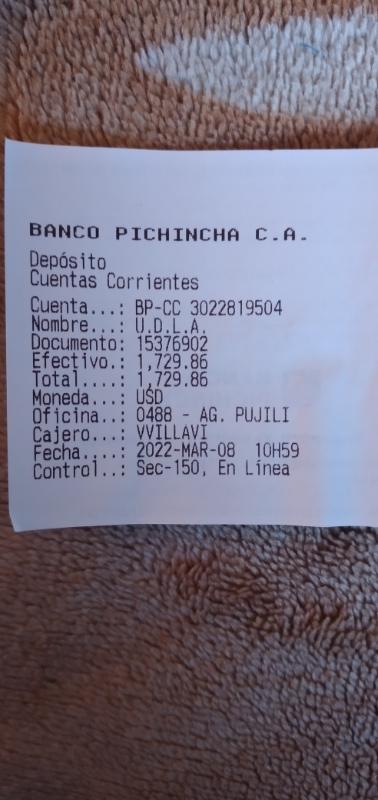 BANCO PICHINCHA C.A.
Depósito
Cuentas Corrientes
Cuenta...: BP-CC 3022819504
Nombre...: U.D.L.A.
Documento: 15376902
Efectivo.: 1,729.86
Total....: 1,729.86
Moneda...: USD
Oficina..: 0488 - AG. PUJILI
Cajero...: VVILLAVI
Fecha....: 2022-MAR-08 10H59
Control..: Sec-150, En Línea